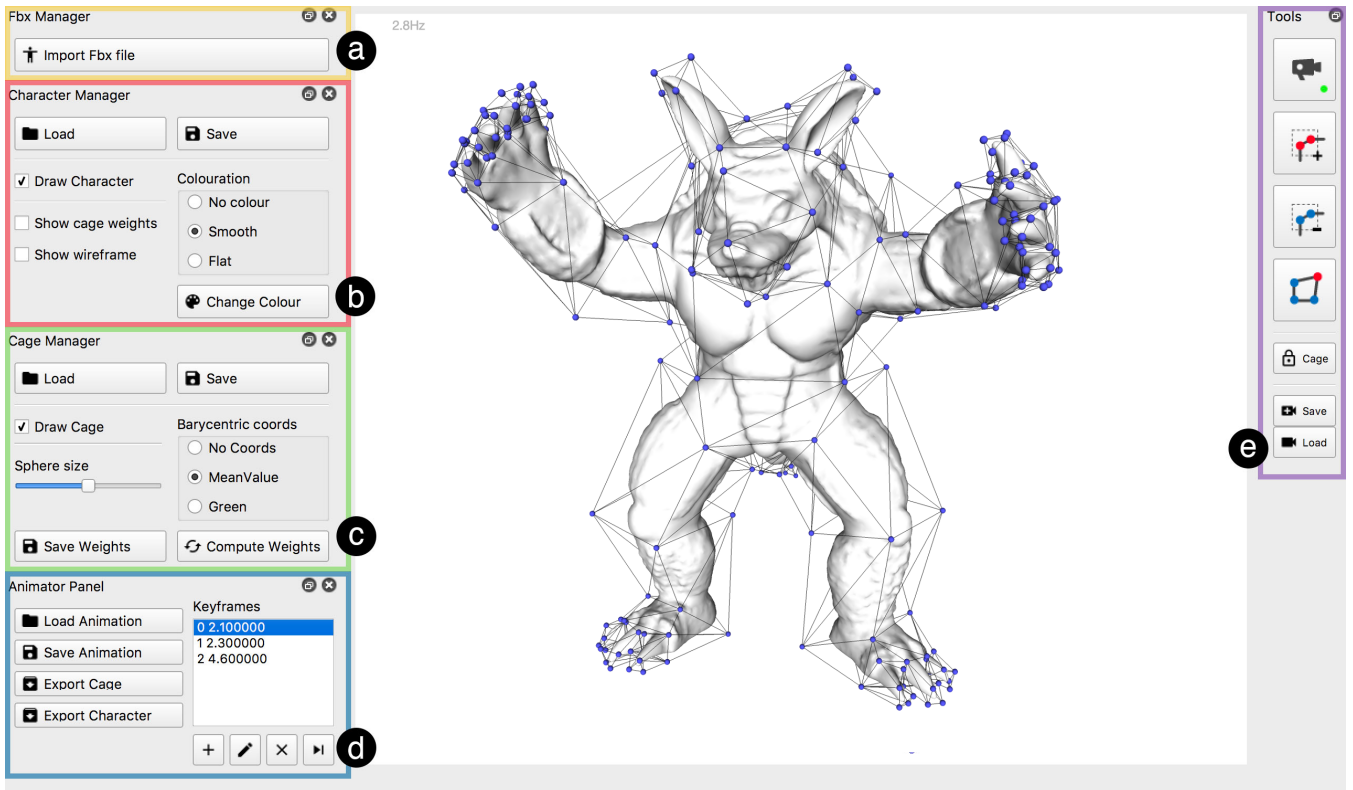 Fbx Manager
Import Fbx file
a
Character Manager
Load
Save
Draw Character
Colouration
No colour
Show cage weights
Smooth
Show wireframe
Flat
Change Colour
b
Cage Manager
Load
Save
Draw Cage
Barycentric coords
No Coords
Sphere size
MeanValue
Green
Save Weights
Compute Weights
c
Animator Panel
Load Animation
Save Animation
Export Cage
Export Character
Keyframes
0 2.100000
1 2.300000
2 4.600000
d
2.8Hz
Tools
Cage
Save
Load
e